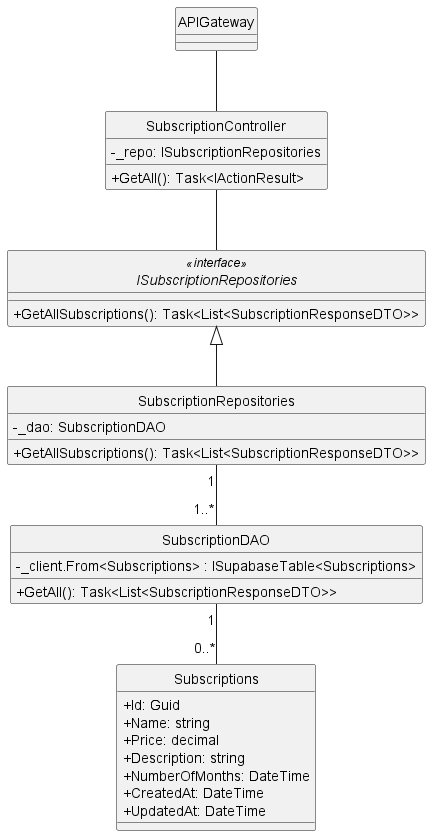 APIGateway
SubscriptionController
-_repo: ISubscriptionRepositories
+GetAll(): Task<IActionResult>
«interface»
ISubscriptionRepositories
+GetAllSubscriptions(): Task<List<SubscriptionResponseDTO>>
SubscriptionRepositories
-_dao: SubscriptionDAO
+GetAllSubscriptions(): Task<List<SubscriptionResponseDTO>>
1
1..*
SubscriptionDAO
-_client.From<Subscriptions> : ISupabaseTable<Subscriptions>
+GetAll(): Task<List<SubscriptionResponseDTO>>
1
0..*
Subscriptions
+Id: Guid
+Name: string
+Price: decimal
+Description: string
+NumberOfMonths: DateTime
+CreatedAt: DateTime
+UpdatedAt: DateTime